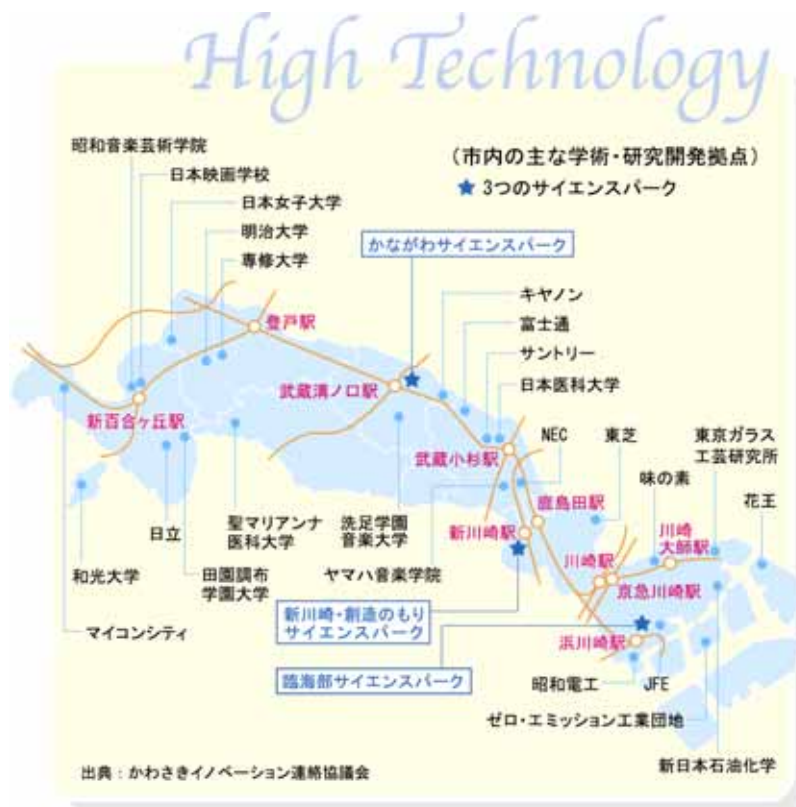 High Technology
(市内の主な学術・研究開発拠点)
★ 3つのサイエンスパーク
昭和音楽芸術学院
日本映画学校
日本女子大学
明治大学
専修大学
かながわサイエンスパーク
キヤノン
富士通
サントリー
日本医科大学
登戸駅
武蔵溝ノ口駅
新百合ヶ丘駅
武蔵小杉駅
NEC
東芝
東京ガラス
工芸研究所
味の素
花王
鹿島田駅
新川崎駅
川崎駅
川崎
大師駅
京急川崎駅
日立
聖マリアンナ
医科大学
洗足学園
音楽大学
和光大学
田園調布
学園大学
ヤマハ音楽学院
マイコンシティ
新川崎・創造のもり
サイエンスパーク
浜川崎駅
臨海部サイエンスパーク
昭和電工
JFE
ゼロ・エミッション工業団地
新日本石油化学
出典:かわさきイノベーション連絡協議会